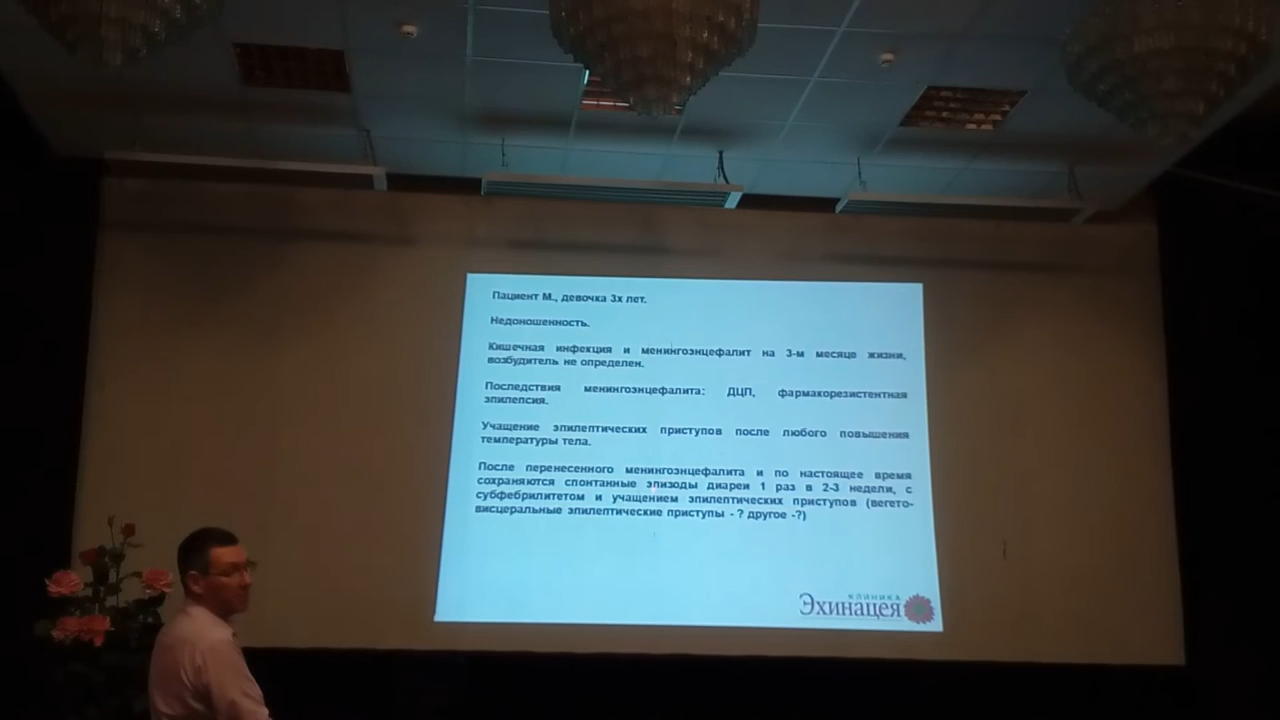 Пациент М., девочка 3х лет.
Недоношенность.
Кишечная инфекция и менингоэнцефалит на 3-м месяце жизни,
возбудитель не определен.
Последствия менингоэнцефалита: ДЦП, фармакорезистентная
эпилепсия.
Учащение эпилептических приступов после любого повышения
температуры тела.
После перенесенного менингоэнцефалита и по настоящее время
сохраняются спонтанные эпизоды диареи 1 раз в 2-3 недели, с
субфебрилитетом и учащением эпилептических приступов (вегето-
висцеральные эпилептические приступы - ? другое -?)
КЛИНИКА
Эхинацея